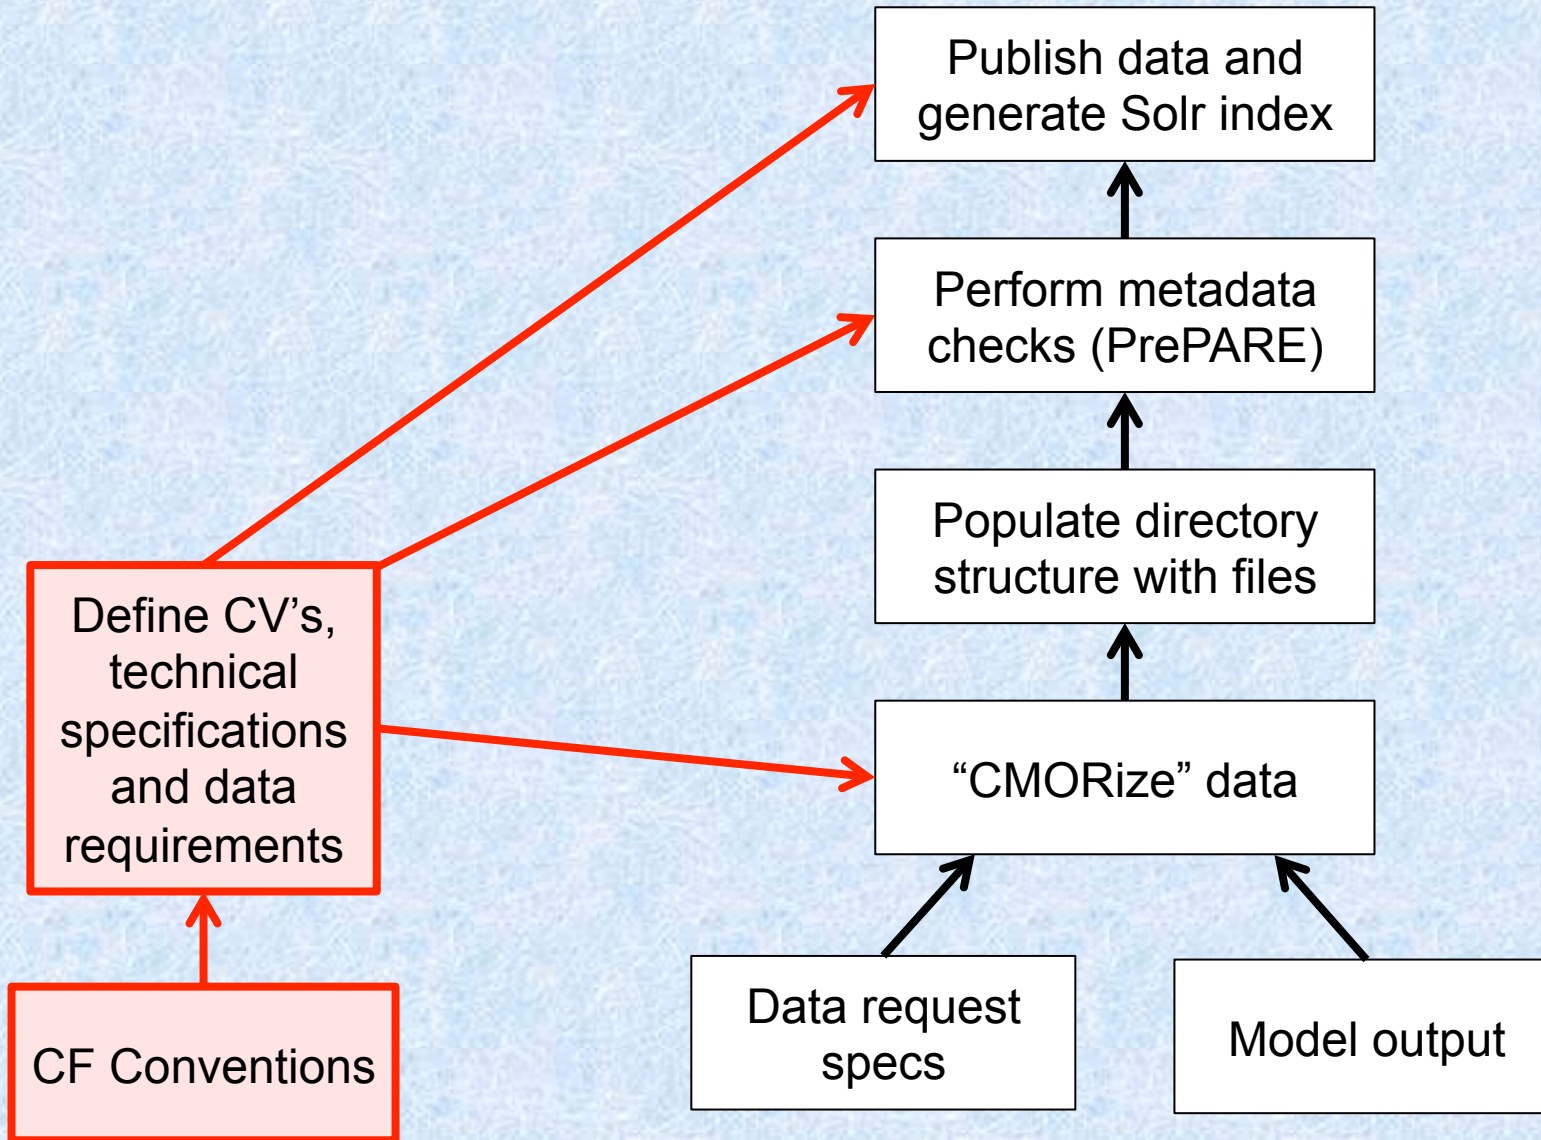 Publish data and
generate Solr index
Perform metadata
checks (PrePARE)
Populate directory
structure with files
Define CV’s,
technical
specifications
and data
requirements
“CMORize” data
CF Conventions
Data request
specs
Model output